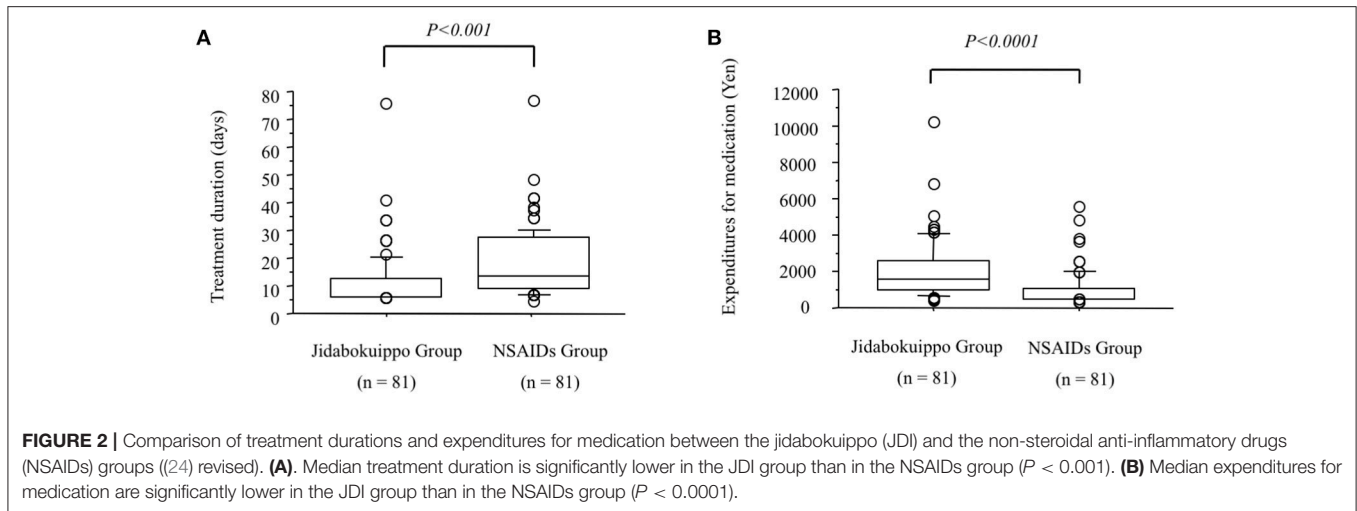 A
P<0.001
Treatment duration (days)
80
70
60
50
40
30
20
10
0
Jidabokuippo Group
(n = 81)
NSAIDs Group
(n = 81)
B
P<0.0001
Expenditures for medication (Yen)
12000
10000
8000
6000
4000
2000
0
Jidabokuippo Group
(n = 81)
NSAIDs Group
(n = 81)
FIGURE 2 | Comparison of treatment durations and expenditures for medication between the jidabokuippo (JDI) and the non-steroidal anti-inflammatory drugs
(NSAIDs) groups ((24) revised). (A). Median treatment duration is significantly lower in the JDI group than in the NSAIDs group (P < 0.001). (B) Median expenditures for
medication are significantly lower in the JDI group than in the NSAIDs group (P < 0.0001).